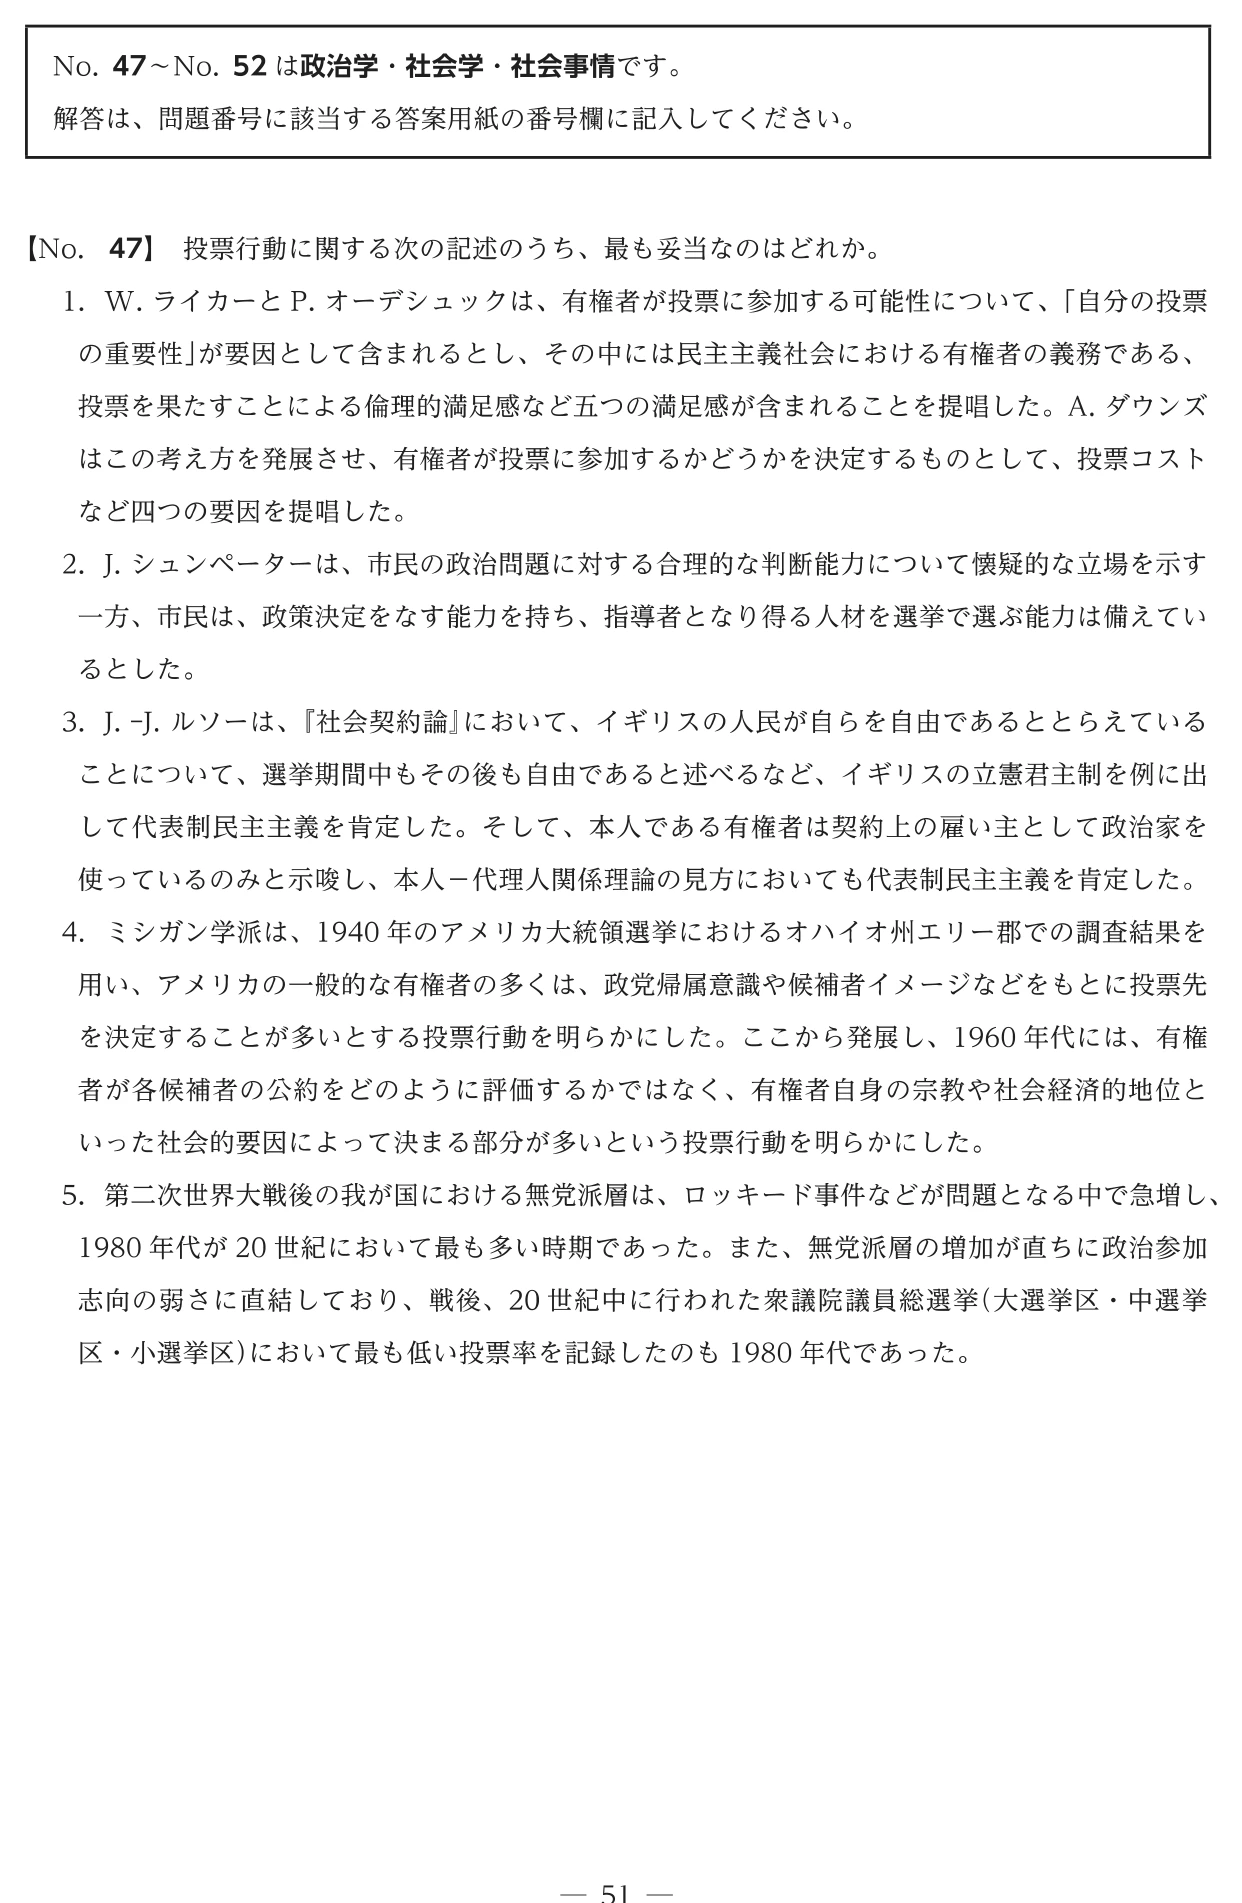 No. 47～No. 52 は政治学・社会学・社会事情です。
解答は、問題番号に該当する答案用紙の番号欄に記入してください。
【No. 47】 投票行動に関する次の記述のうち、最も妥当なのはどれか。
1. W. ライカーと P. オーデシュックは、有権者が投票に参加する可能性について、「自分の投票
の重要性」が要因として含まれるとし、その中には民主主義社会における有権者の義務である、
投票を果たすことによる倫理的満足感など五つの満足感が含まれることを提唱した。A. ダウンズ
はこの考え方を発展させ、有権者が投票に参加するかどうかを決定するものとして、投票コスト
など四つの要因を提唱した。
2. J. シュンペーターは、市民の政治問題に対する合理的な判断能力について懐疑的な立場を示す
一方、市民は、政策決定をなす能力を持ち、指導者となり得る人材を選挙で選ぶ能力は備えてい
るとした。
3. J. -J. ルソーは、『社会契約論』において、イギリスの人民が自らを自由であるととらえている
ことについて、選挙期間中もその後も自由であると述べるなど、イギリスの立憲君主制を例に出
して代表制民主主義を肯定した。そして、本人である有権者は契約上の雇い主として政治家を
使っているのみと示唆し、本人－代理人関係理論の見方においても代表制民主主義を肯定した。
4. ミシガン学派は、1940 年のアメリカ大統領選挙におけるオハイオ州エリー郡での調査結果を
用い、アメリカの一般的な有権者の多くは、政党帰属意識や候補者イメージなどをもとに投票先
を決定することが多いとする投票行動を明らかにした。ここから発展し、1960 年代には、有権
者が各候補者の公約をどのように評価するかではなく、有権者自身の宗教や社会経済的地位と
いった社会的要因によって決まる部分が多いという投票行動を明らかにした。
5. 第二次世界大戦後の我が国における無党派層は、ロッキード事件などが問題となる中で急増し、
1980 年代が 20 世紀において最も多い時期であった。また、無党派層の増加が直ちに政治参加
志向の弱さに直結しており、戦後、20 世紀中に行われた衆議院議員総選挙(大選挙区・中選挙
区・小選挙区)において最も低い投票率を記録したのも 1980 年代であった。
— 51 —